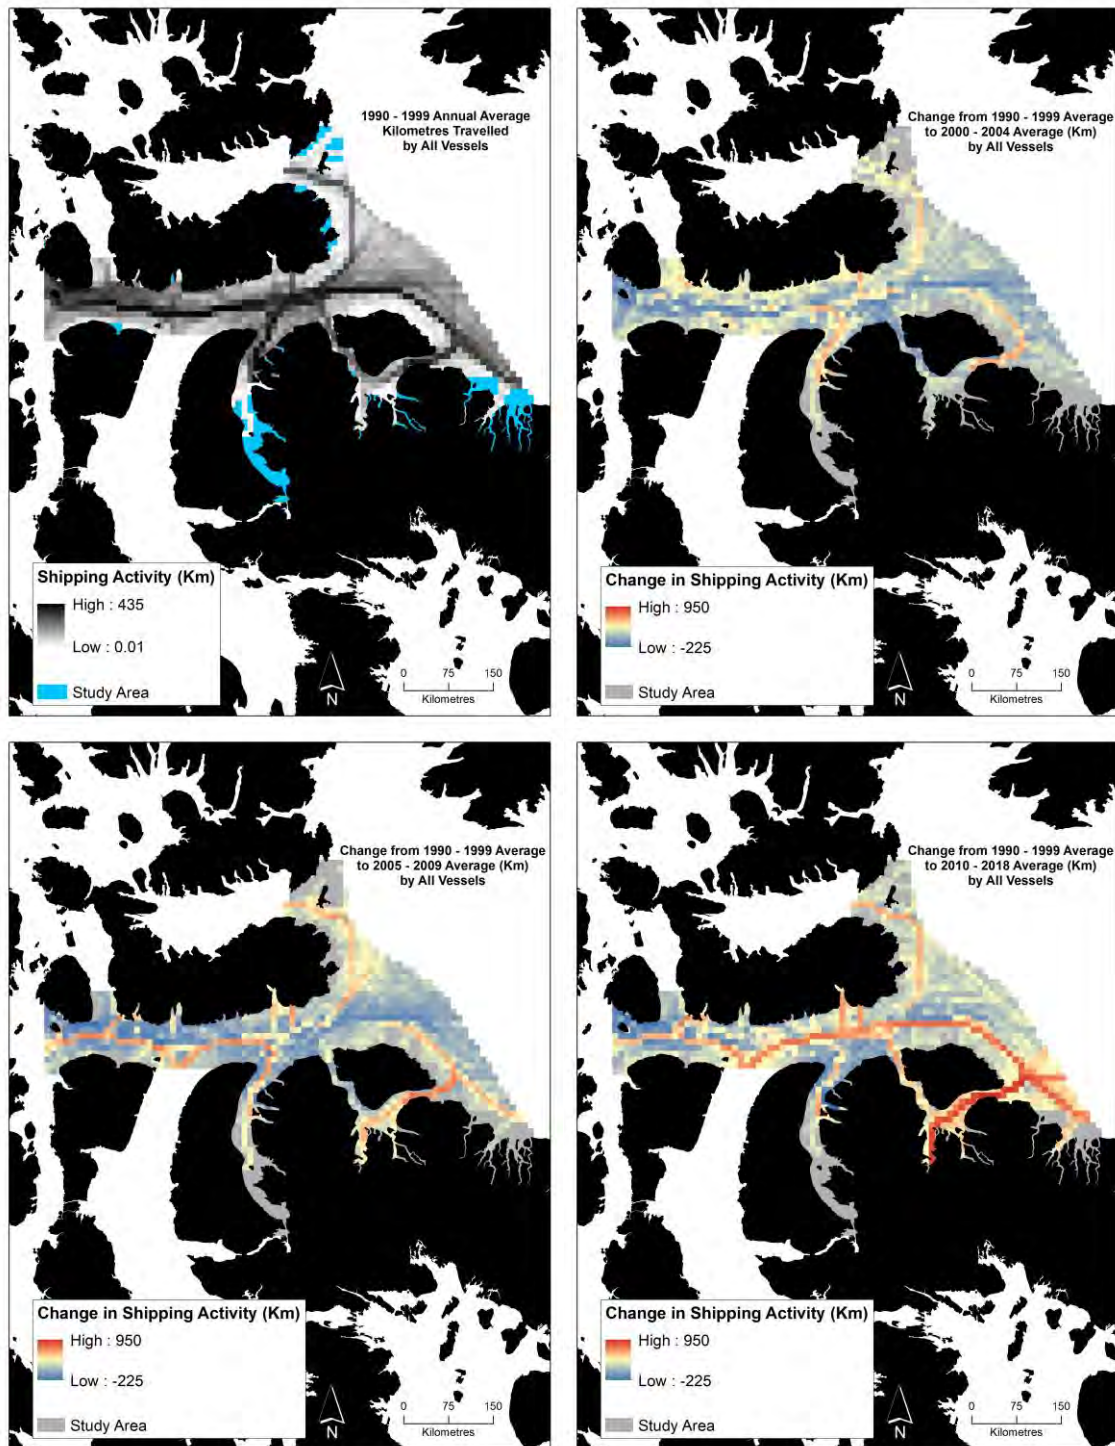 1990 - 1999 Annual Average
Kilometres Travelled
by All Vessels
Shipping Activity (Km)
High : 435
Low : 0.01
Study Area
N
0 75 150
Kilometres
Change from 1990 - 1999 Average
to 2000 - 2004 Average (Km)
by All Vessels
Change in Shipping Activity (Km)
High : 950
Low : -225
Study Area
N
0 75 150
Kilometres
Change from 1990 - 1999 Average
to 2005 - 2009 Average (Km)
by All Vessels
Change in Shipping Activity (Km)
High : 950
Low : -225
Study Area
N
0 75 150
Kilometres
Change from 1990 - 1999 Average
to 2010 - 2018 Average (Km)
by All Vessels
Change in Shipping Activity (Km)
High : 950
Low : -225
Study Area
N
0 75 150
Kilometres